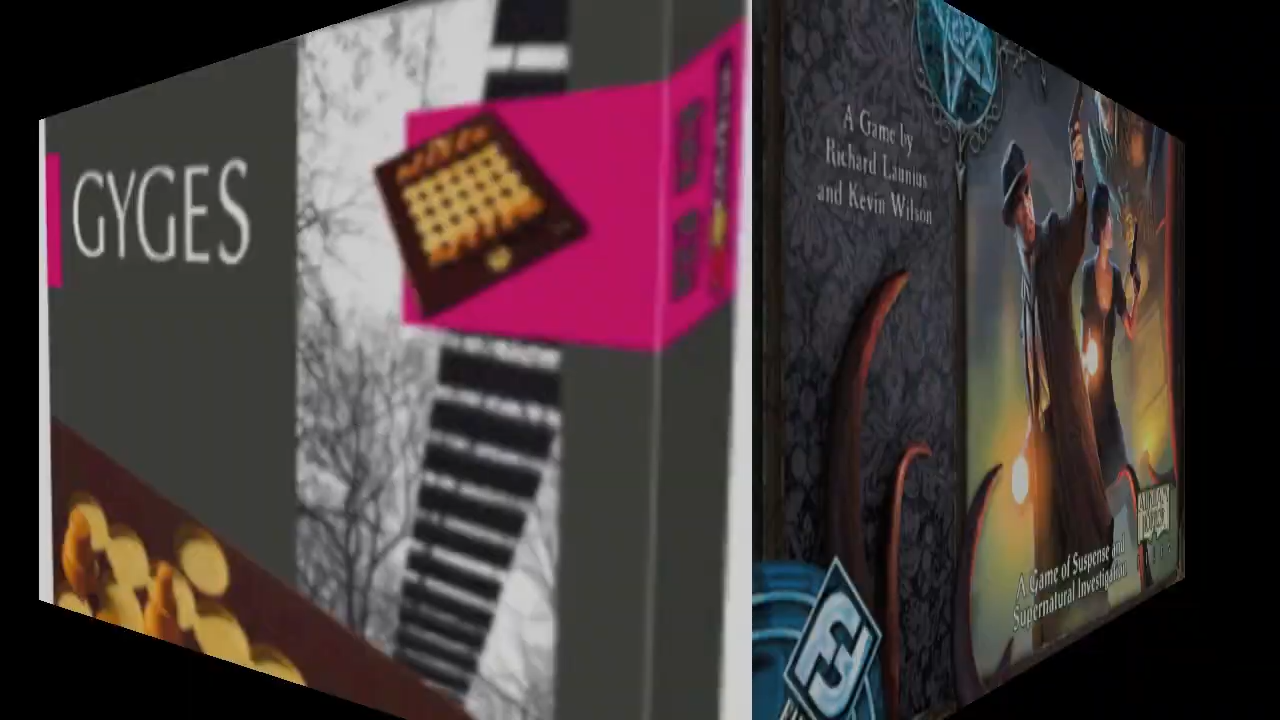 GYGES
A Game by
Richard Launius
and Kevin Wilson
A Game of Suspense and
Supernatural Investigation